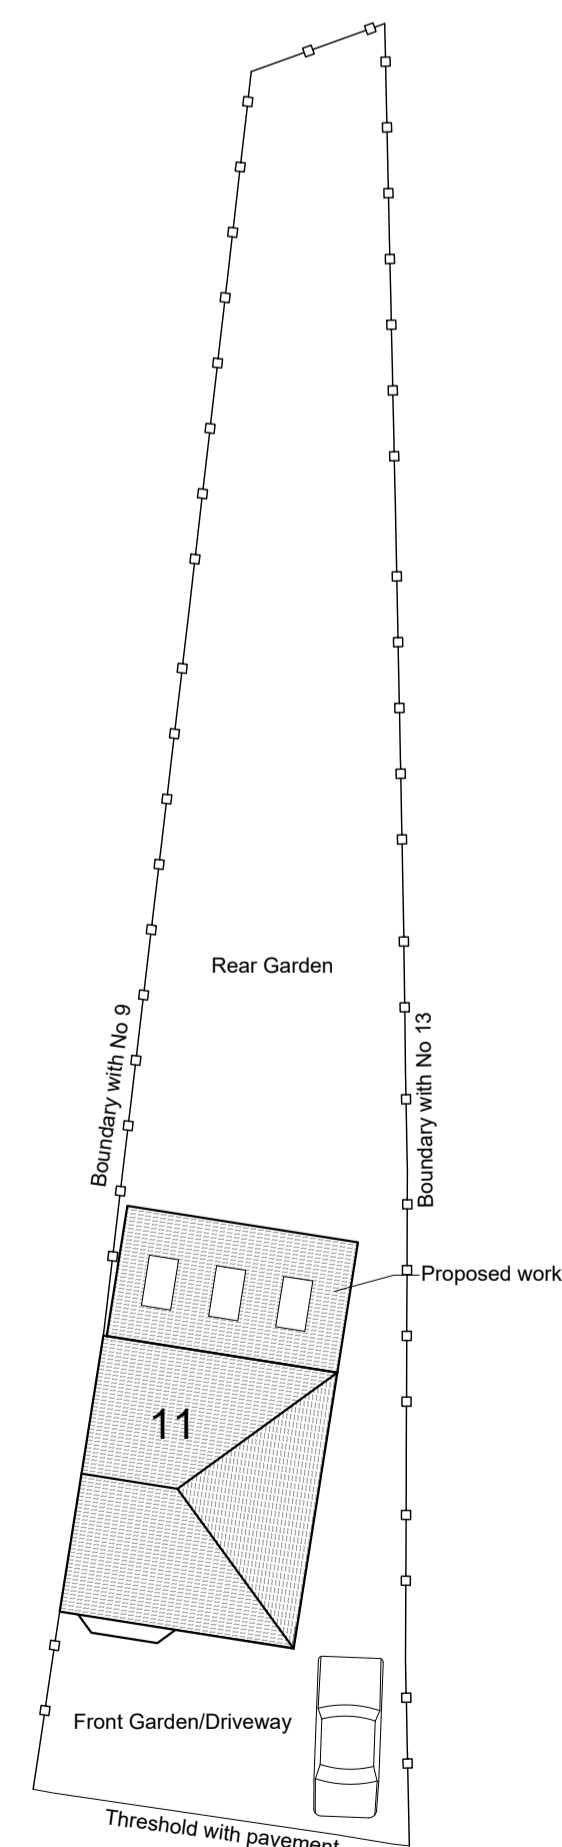 Rear Garden
Boundary with No 9
Boundary with No 13
Proposed work
11
Front Garden/Driveway
Threshold with pavement